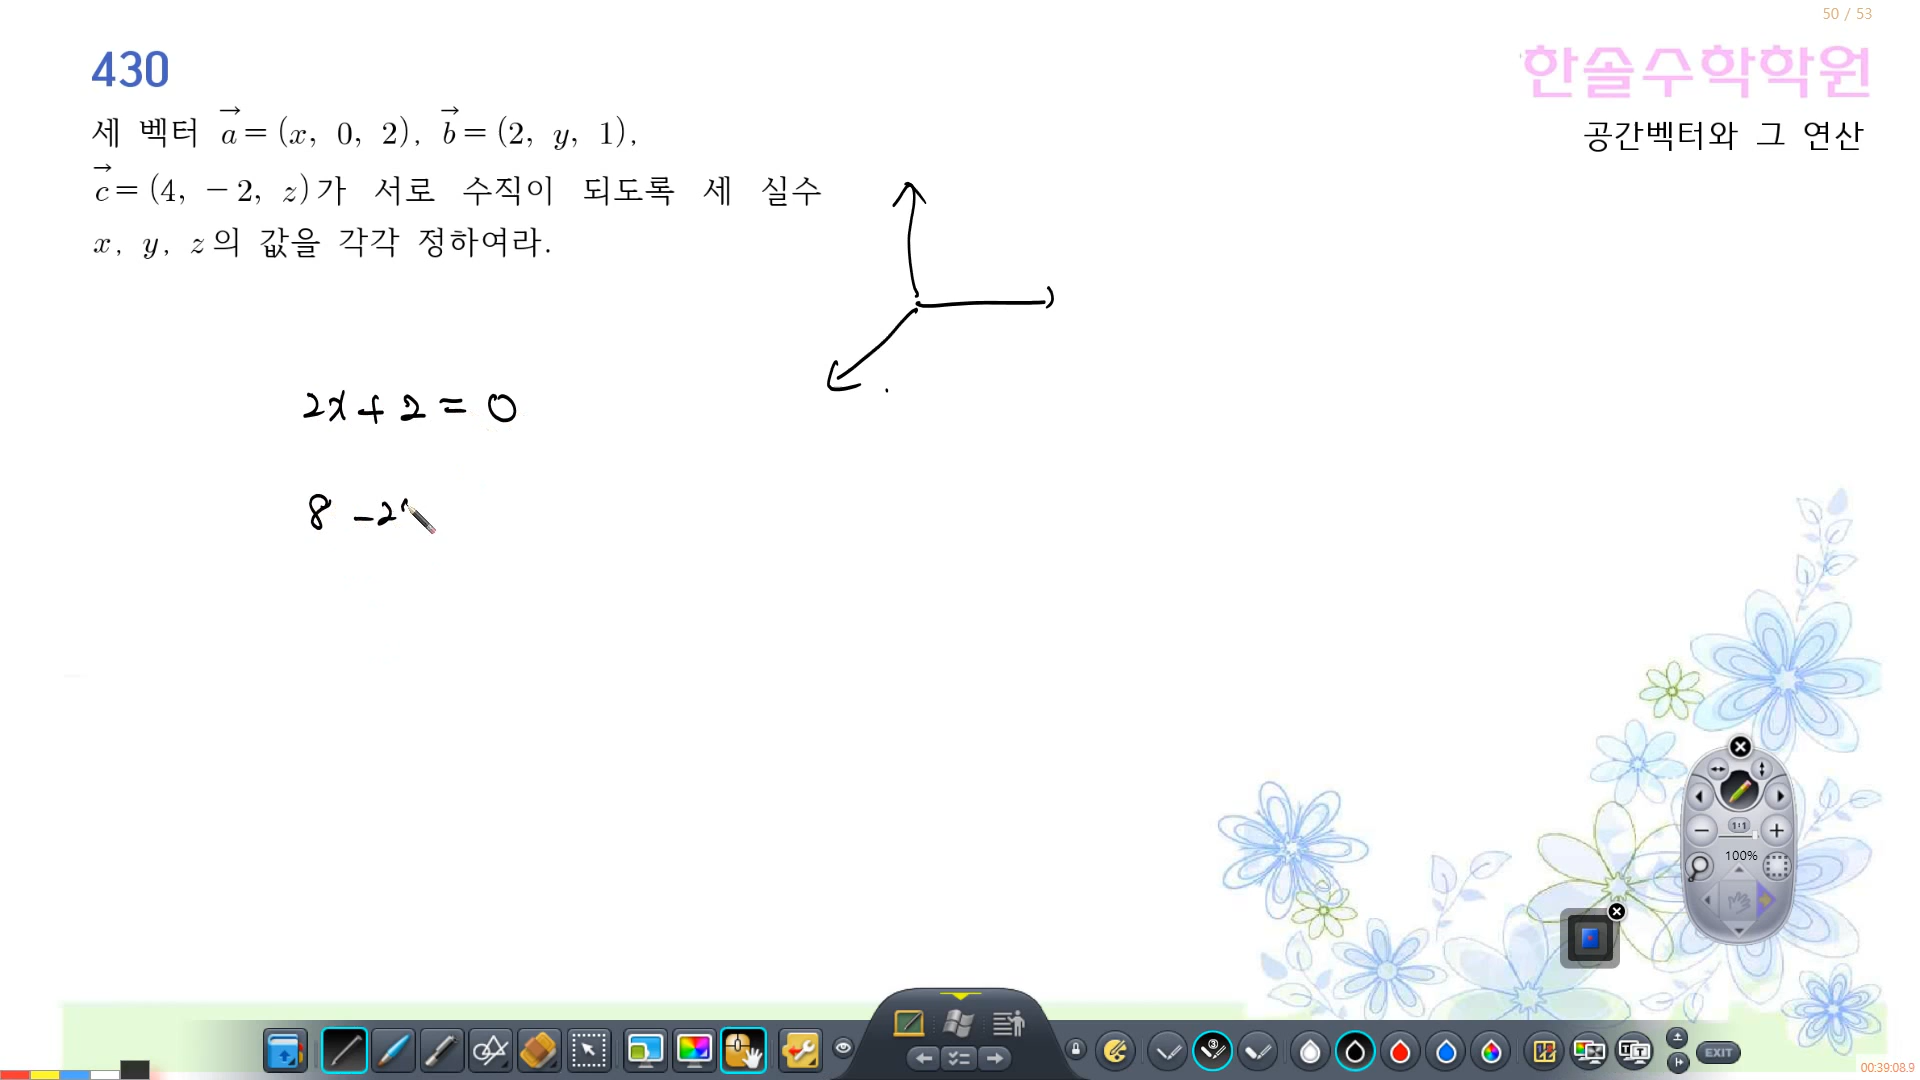 50 / 53
430
한솔수학학원
공간벡터와 그 연산
세 벡터 a→ = (x, 0, 2), b→ = (2, y, 1),
c→ = (4, −2, z)가 서로 수직이 되도록 세 실수
x, y, z의 값을 각각 정하여라.
2x + 2 = 0
8 −2
1:1
100%
EXIT
00:39:08.9